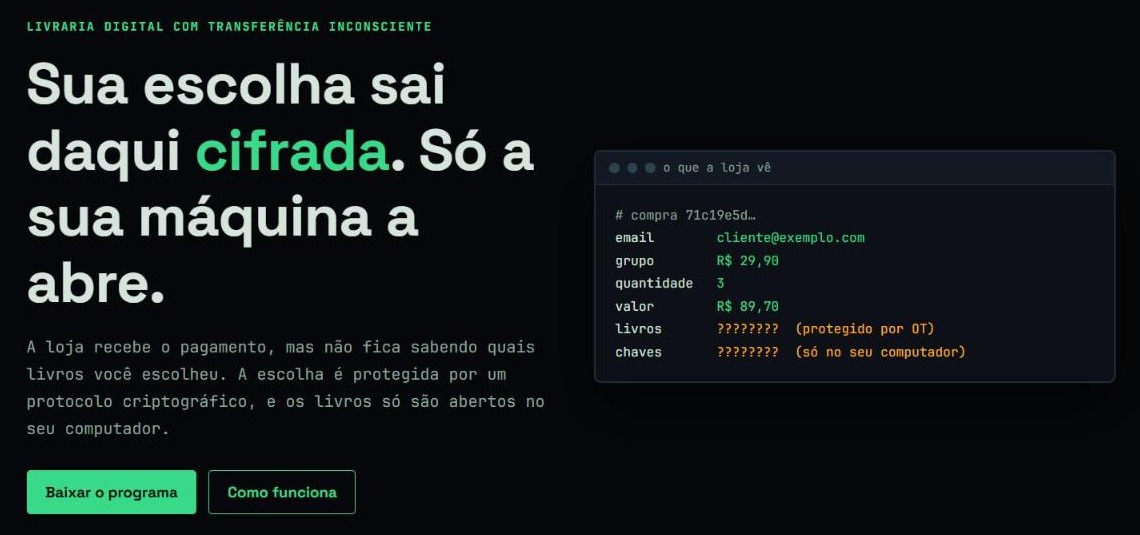 LIVRARIA DIGITAL COM TRANSFERÊNCIA INCONSCIENTE
Sua escolha sai
daqui cifrada. Só a
sua máquina a
abre.
A loja recebe o pagamento, mas não fica sabendo quais
livros você escolheu. A escolha é protegida por um
protocolo criptográfico, e os livros só são abertos no
seu computador.
Baixar o programa
Como funciona
o que a loja vê
# compra 71c19e5d…
email cliente@exemplo.com
grupo R$ 29,90
quantidade 3
valor R$ 89,70
livros ???????? (protegido por OT)
chaves ???????? (só no seu computador)